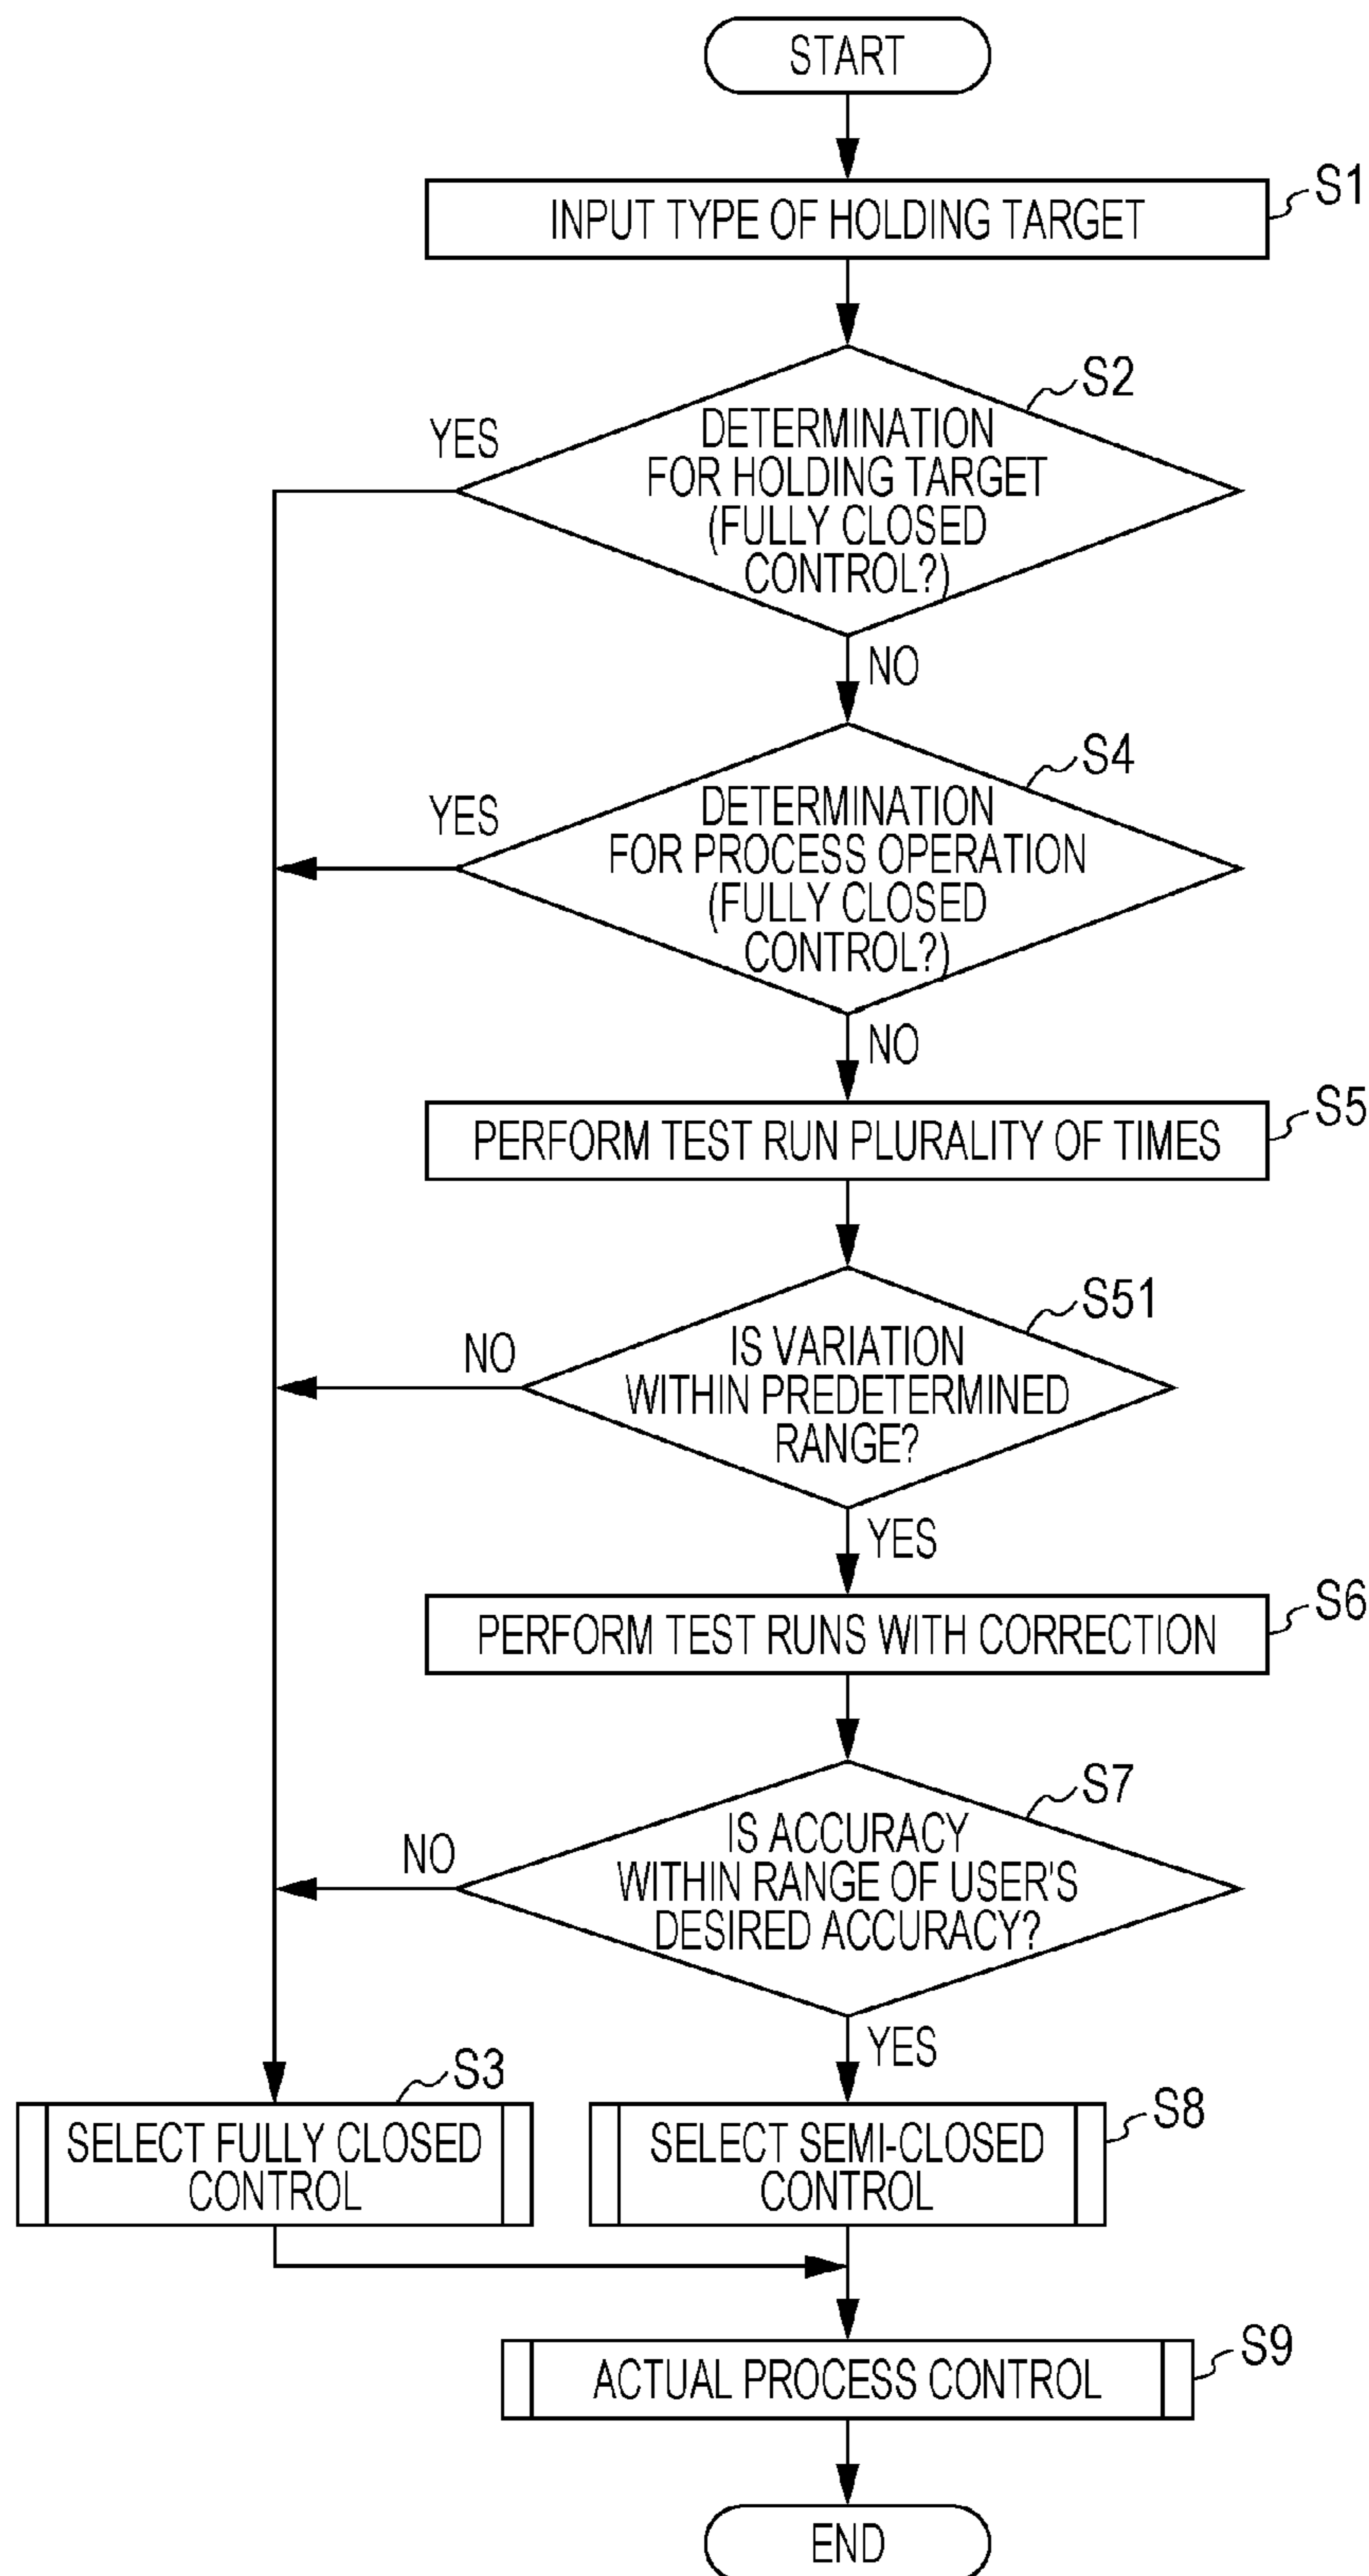 START
INPUT TYPE OF HOLDING TARGET
S1
S2
DETERMINATION
FOR HOLDING TARGET
(FULLY CLOSED
CONTROL?)
YES
NO
S4
DETERMINATION
FOR PROCESS OPERATION
(FULLY CLOSED
CONTROL?)
YES
NO
PERFORM TEST RUN PLURALITY OF TIMES
S5
S51
IS VARIATION
WITHIN PREDETERMINED
RANGE?
NO
YES
PERFORM TEST RUNS WITH CORRECTION
S6
S7
IS ACCURACY
WITHIN RANGE OF USER'S
DESIRED ACCURACY?
NO
YES
S3
SELECT FULLY CLOSED
CONTROL
S8
SELECT SEMI-CLOSED
CONTROL
S9
ACTUAL PROCESS CONTROL
END